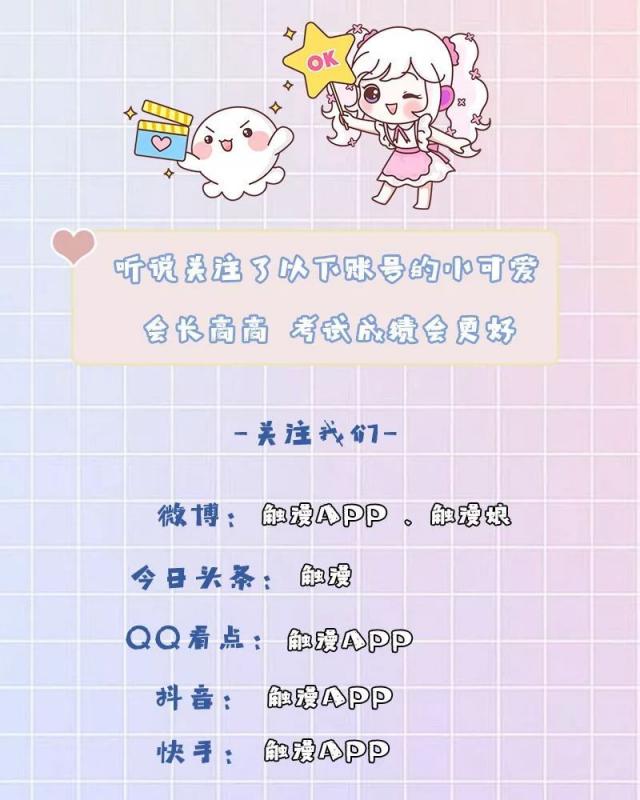 OK
听说关注了以下账号的小可爱
会长高高 考试成绩会更好
-关注我们-
微博：触漫APP 、触漫娘
今日头条：触漫
QQ看点：触漫APP
抖音：触漫APP
快手：触漫APP